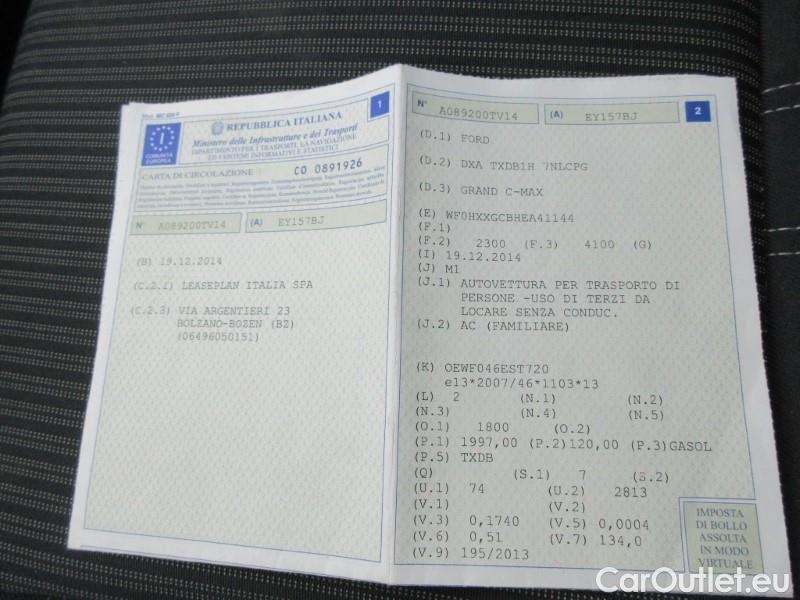 Mod. MC 820 F
REPUBBLICA ITALIANA
1
Ministero delle Infrastrutture e dei Trasporti
DIPARTIMENTO PER I TRASPORTI, LA NAVIGAZIONE
ED I SISTEMI INFORMATIVI E STATISTICI
I
COMUNITÀ
EUROPEA
CARTA DI CIRCOLAZIONE
CO 0891926
N° A089200TV14 (A) EY157BJ
(B) 19.12.2014
(C.2.1) LEASEPLAN ITALIA SPA
(C.2.3) VIA ARGENTIERI 23
BOLZANO-BOZEN (BZ)
(06496050151)
N° A089200TV14 (A) EY157BJ 2
(D.1) FORD
(D.2) DXA TXDB1H 7NLCPG
(D.3) GRAND C-MAX
(E) WF0HXXGCBHEA41144
(F.1)
(F.2) 2300 (F.3) 4100 (G)
(I) 19.12.2014
(J) M1
(J.1) AUTOVETTURA PER TRASPORTO DI
PERSONE -USO DI TERZI DA
LOCARE SENZA CONDUC.
(J.2) AC (FAMILIARE)
(K) OEWF046EST720
e13*2007/46*1103*13
(L) 2 (N.1) (N.2)
(N.3) (N.4) (N.5)
(O.1) 1800 (O.2)
(P.1) 1997,00 (P.2)120,00 (P.3)GASOL
(P.5) TXDB
(Q) (S.1) 7 (S.2)
(U.1) 74 (U.2) 2813
(V.1) (V.2)
(V.3) 0,1740 (V.5) 0,0004
(V.6) 0,51 (V.7) 134,0
(V.9) 195/2013
IMPOSTA
DI BOLLO
ASSOLTA
IN MODO
VIRTUALE
CarOutlet.eu